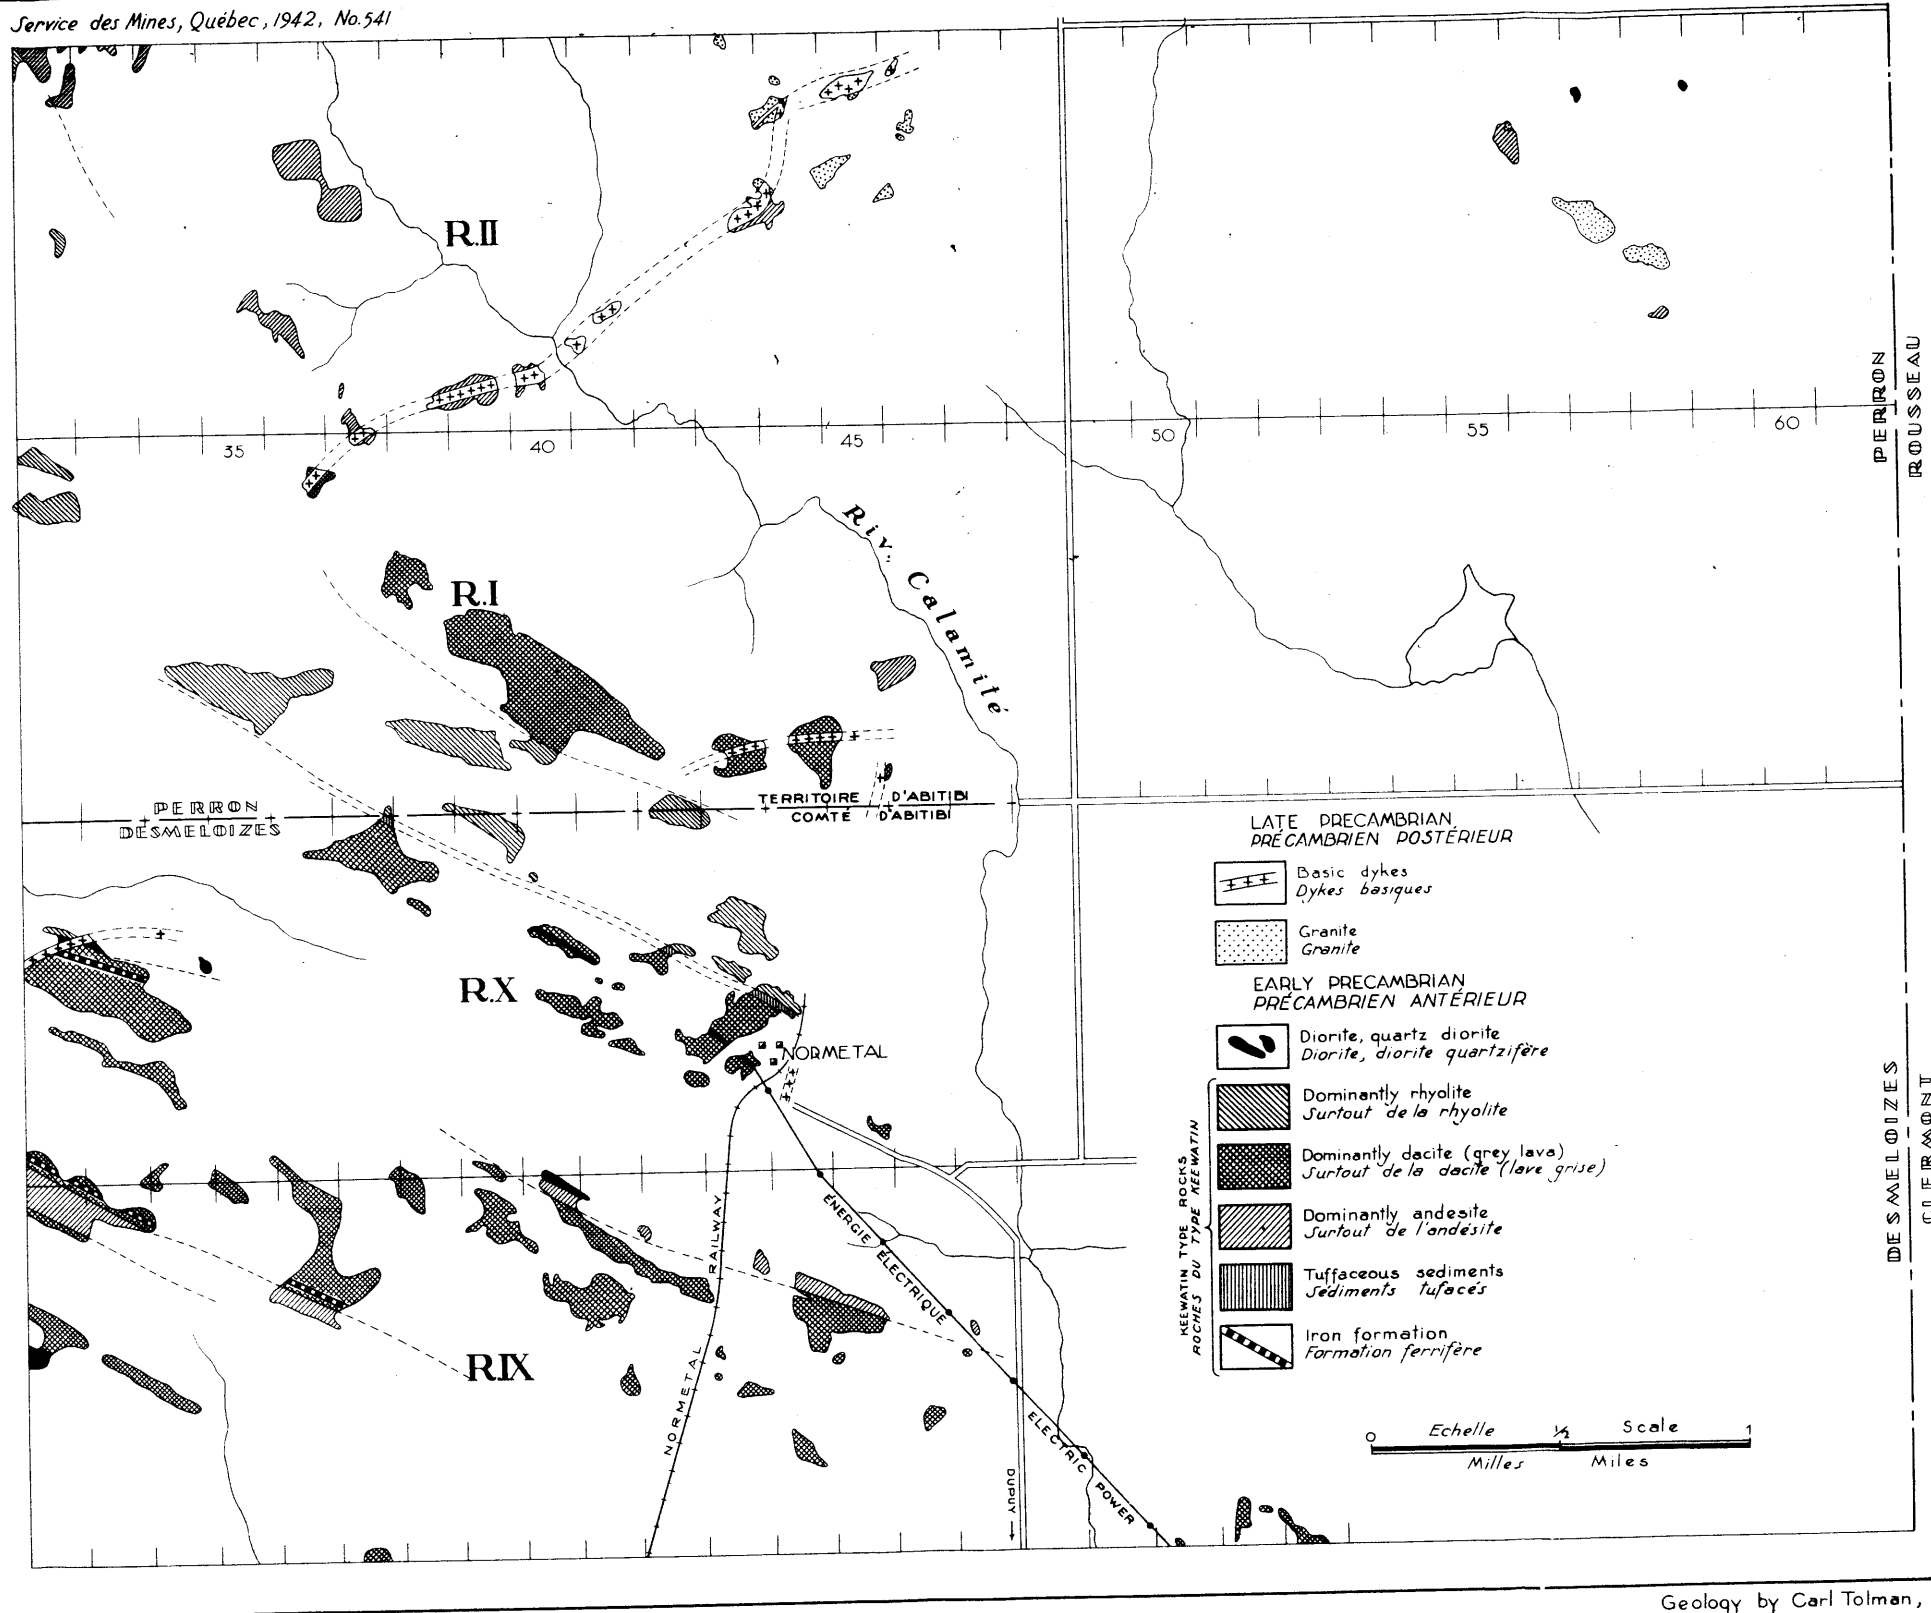 Service des Mines, Québec, 1942, No. 541
R.II
PERRON
ROUSSEAU
35
40
45
50
55
60
Riv. Calamité
R.I
TERRITOIRE D'ABITIBI
COMTÉ D'ABITIBI
PERRON
DESMELOIZES
LATE PRECAMBRIAN
PRÉCAMBRIEN POSTÉRIEUR
Basic dykes
Dykes basiques
Granite
Granite
EARLY PRECAMBRIAN
PRÉCAMBRIEN ANTÉRIEUR
Diorite, quartz diorite
Diorite, diorite quartzifère
KEEWATIN TYPE ROCKS
ROCHES DU TYPE KEEWATIN
Dominantly rhyolite
Surtout de la rhyolite
Dominantly dacite (grey lava)
Surtout de la dacite (lave grise)
Dominantly andesite
Surtout de l'andésite
Tuffaceous sediments
Sédiments tufacés
Iron formation
Formation ferrifère
R.X
NORMETAL
DESMELOIZES
CLERMONT
ÉNERGIE ÉLECTRIQUE
NORMETAL RAILWAY
R.IX
ELECTRIC POWER
DUPUY
Echelle Scale
0 1/2 1
Milles Miles
Geology by Carl Tolman,